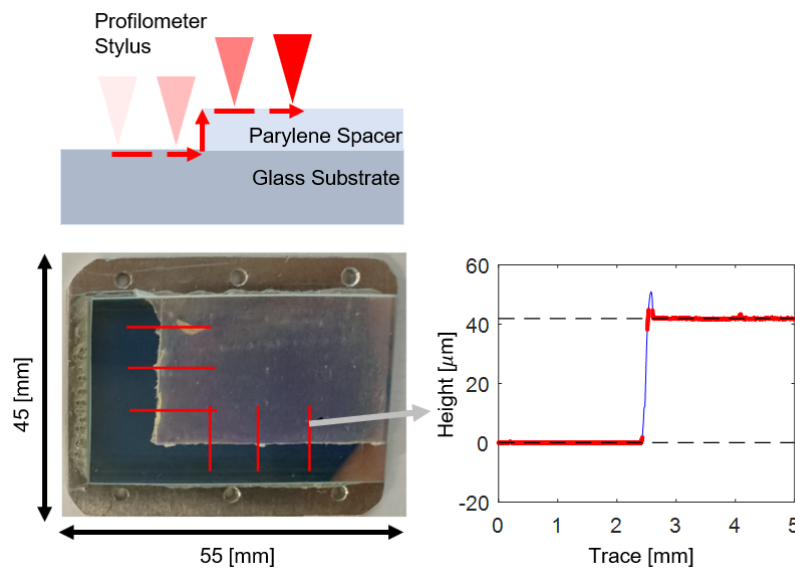 Profilometer
Stylus
Parylene Spacer
Glass Substrate
45 [mm]
55 [mm]
60
40
20
0
-20
Height [μm]
0
1
2
3
4
5
Trace [mm]